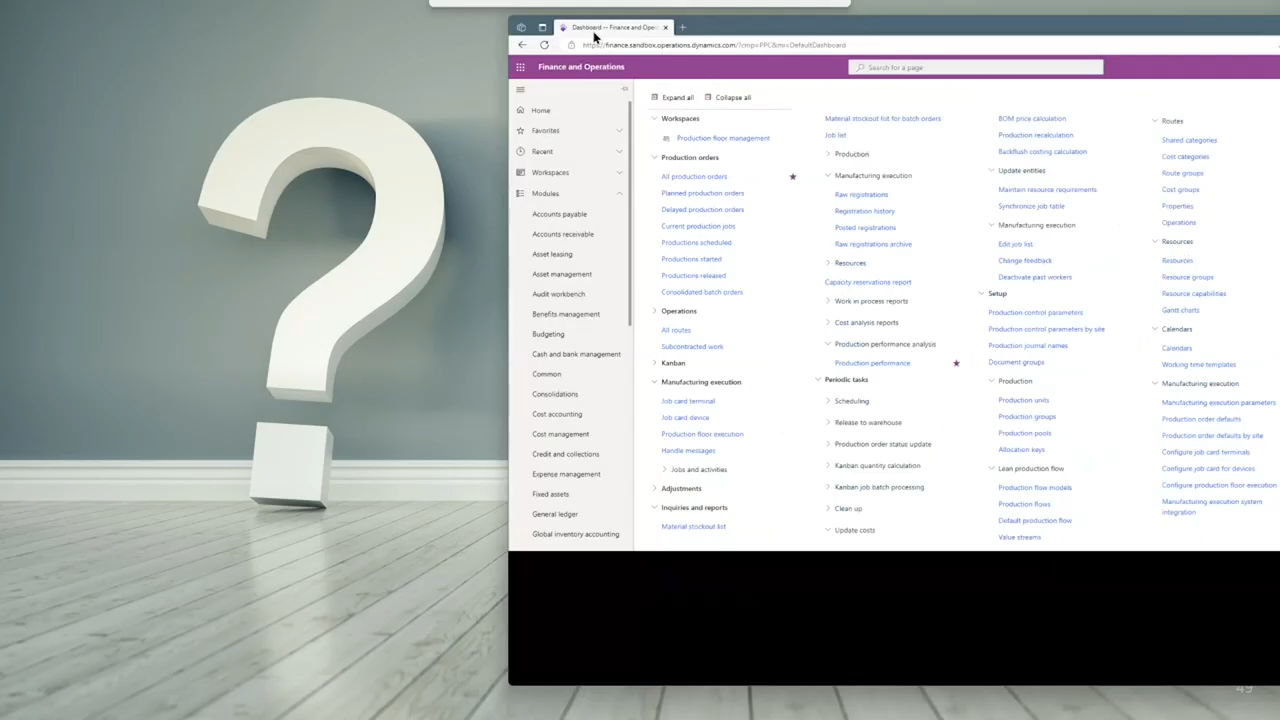 Dashboard -- Finance and Oper
https://finance.sandbox.operations.dynamics.com/?cmp=PPC&mi=DefaultDashboard
Finance and Operations
Search for a page
Home
Favorites
Recent
Workspaces
Modules
Accounts payable
Accounts receivable
Asset leasing
Asset management
Audit workbench
Benefits management
Budgeting
Cash and bank management
Common
Consolidations
Cost accounting
Cost management
Credit and collections
Expense management
Fixed assets
General ledger
Global inventory accounting
Expand all
Collapse all
Workspaces
Production floor management
Production orders
All production orders
Planned production orders
Delayed production orders
Current production jobs
Productions scheduled
Productions started
Productions released
Consolidated batch orders
Operations
All routes
Subcontracted work
Kanban
Manufacturing execution
Job card terminal
Job card device
Production floor execution
Handle messages
Jobs and activities
Adjustments
Inquiries and reports
Material stockout list
Material stockout list for batch orders
Job list
Production
Manufacturing execution
Raw registrations
Registration history
Posted registrations
Raw registrations archive
Resources
Capacity reservations report
Work in process reports
Cost analysis reports
Production performance analysis
Production performance
Periodic tasks
Scheduling
Release to warehouse
Production order status update
Kanban quantity calculation
Kanban job batch processing
Clean up
Update costs
BOM price calculation
Production recalculation
Backflush costing calculation
Update entities
Maintain resource requirements
Synchronize job table
Manufacturing execution
Edit job list
Change feedback
Deactivate past workers
Setup
Production control parameters
Production control parameters by site
Production journal names
Document groups
Production
Production units
Production groups
Production pools
Allocation keys
Lean production flow
Production flow models
Production flows
Default production flow
Value streams
Routes
Shared categories
Cost categories
Route groups
Cost groups
Properties
Operations
Resources
Resources
Resource groups
Resource capabilities
Gantt charts
Calendars
Calendars
Working time templates
Manufacturing execution
Manufacturing execution parameters
Production order defaults
Production order defaults by site
Configure job card terminals
Configure job card for devices
Configure production floor execution
Manufacturing execution system
integration
49